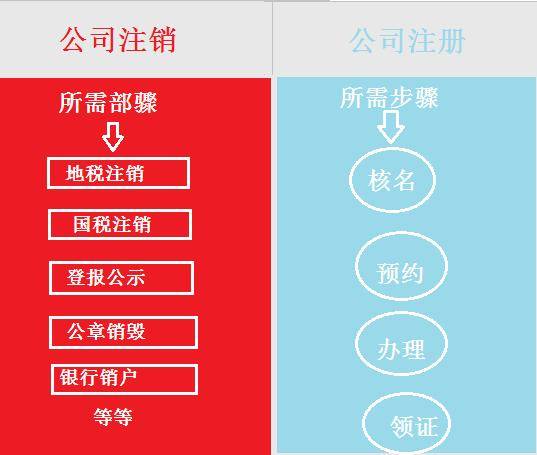 公司注销
所需部骤
地税注销
国税注销
登报公示
公章销毁
银行销户
等等
公司注册
所需步骤
核名
预约
办理
领证